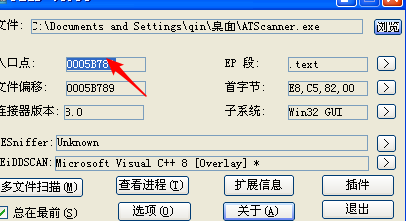 文件: C:\Documents and Settings\qin\桌面\ATScanner.exe 浏览
入口点: 0005B789 EP 段: .text >
文件偏移: 0005B789 首字节: E8,C5,82,00 >
连接器版本: 8.0 子系统: Win32 GUI >
ESniffer: Unknown >
EiDDSCAN: Microsoft Visual C++ 8 [Overlay] * >
多文件扫描(M) 查看进程(T) 扩展信息 插件
总在最前(S) 选项(O) 关于(A) 退出